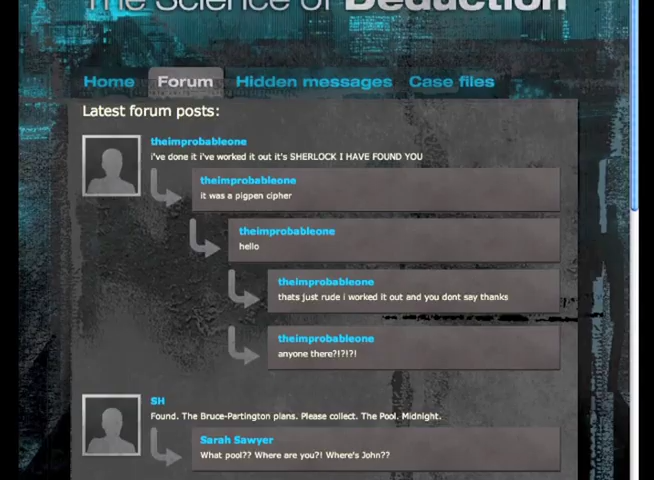 The Science of Deduction
Home Forum Hidden messages Case files
Latest forum posts:
theimprobableone
i've done it i've worked it out it's SHERLOCK I HAVE FOUND YOU
theimprobableone
it was a pigpen cipher
theimprobableone
hello
theimprobableone
thats just rude i worked it out and you dont say thanks
theimprobableone
anyone there?!?!?!
SH
Found. The Bruce-Partington plans. Please collect. The Pool. Midnight.
Sarah Sawyer
What pool?? Where are you?! Where's John??